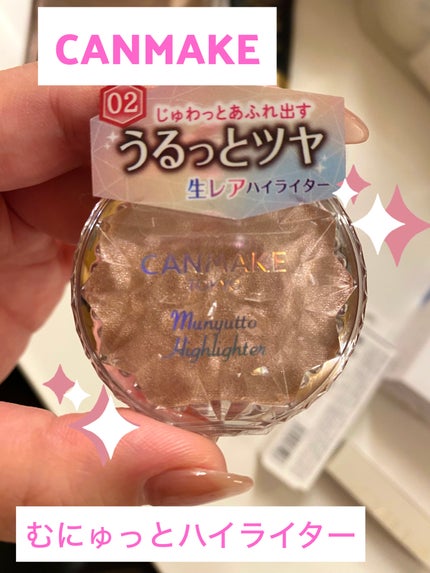 CANMAKE
02
じゅわっとあふれ出す
うるっとツヤ
生レアハイライター
CANMAKE
TOKYO
Munyutto
Highlighter
むにゅっとハイライター